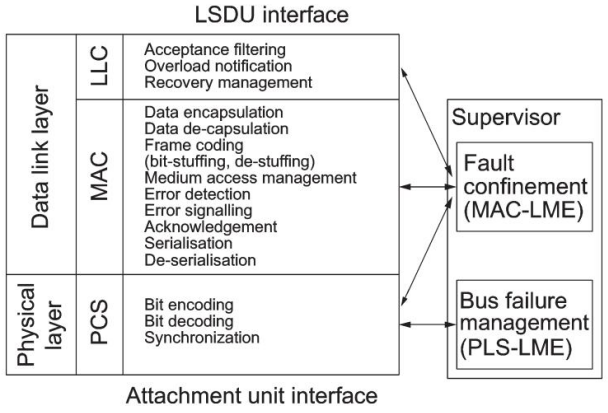 LSDU interface
Data link layer
LLC
Acceptance filtering
Overload notification
Recovery management
MAC
Data encapsulation
Data de-capsulation
Frame coding
(bit-stuffing, de-stuffing)
Medium access management
Error detection
Error signalling
Acknowledgement
Serialisation
De-serialisation
Physical
layer
PCS
Bit encoding
Bit decoding
Synchronization
Supervisor
Fault
confinement
(MAC-LME)
Bus failure
management
(PLS-LME)
Attachment unit interface